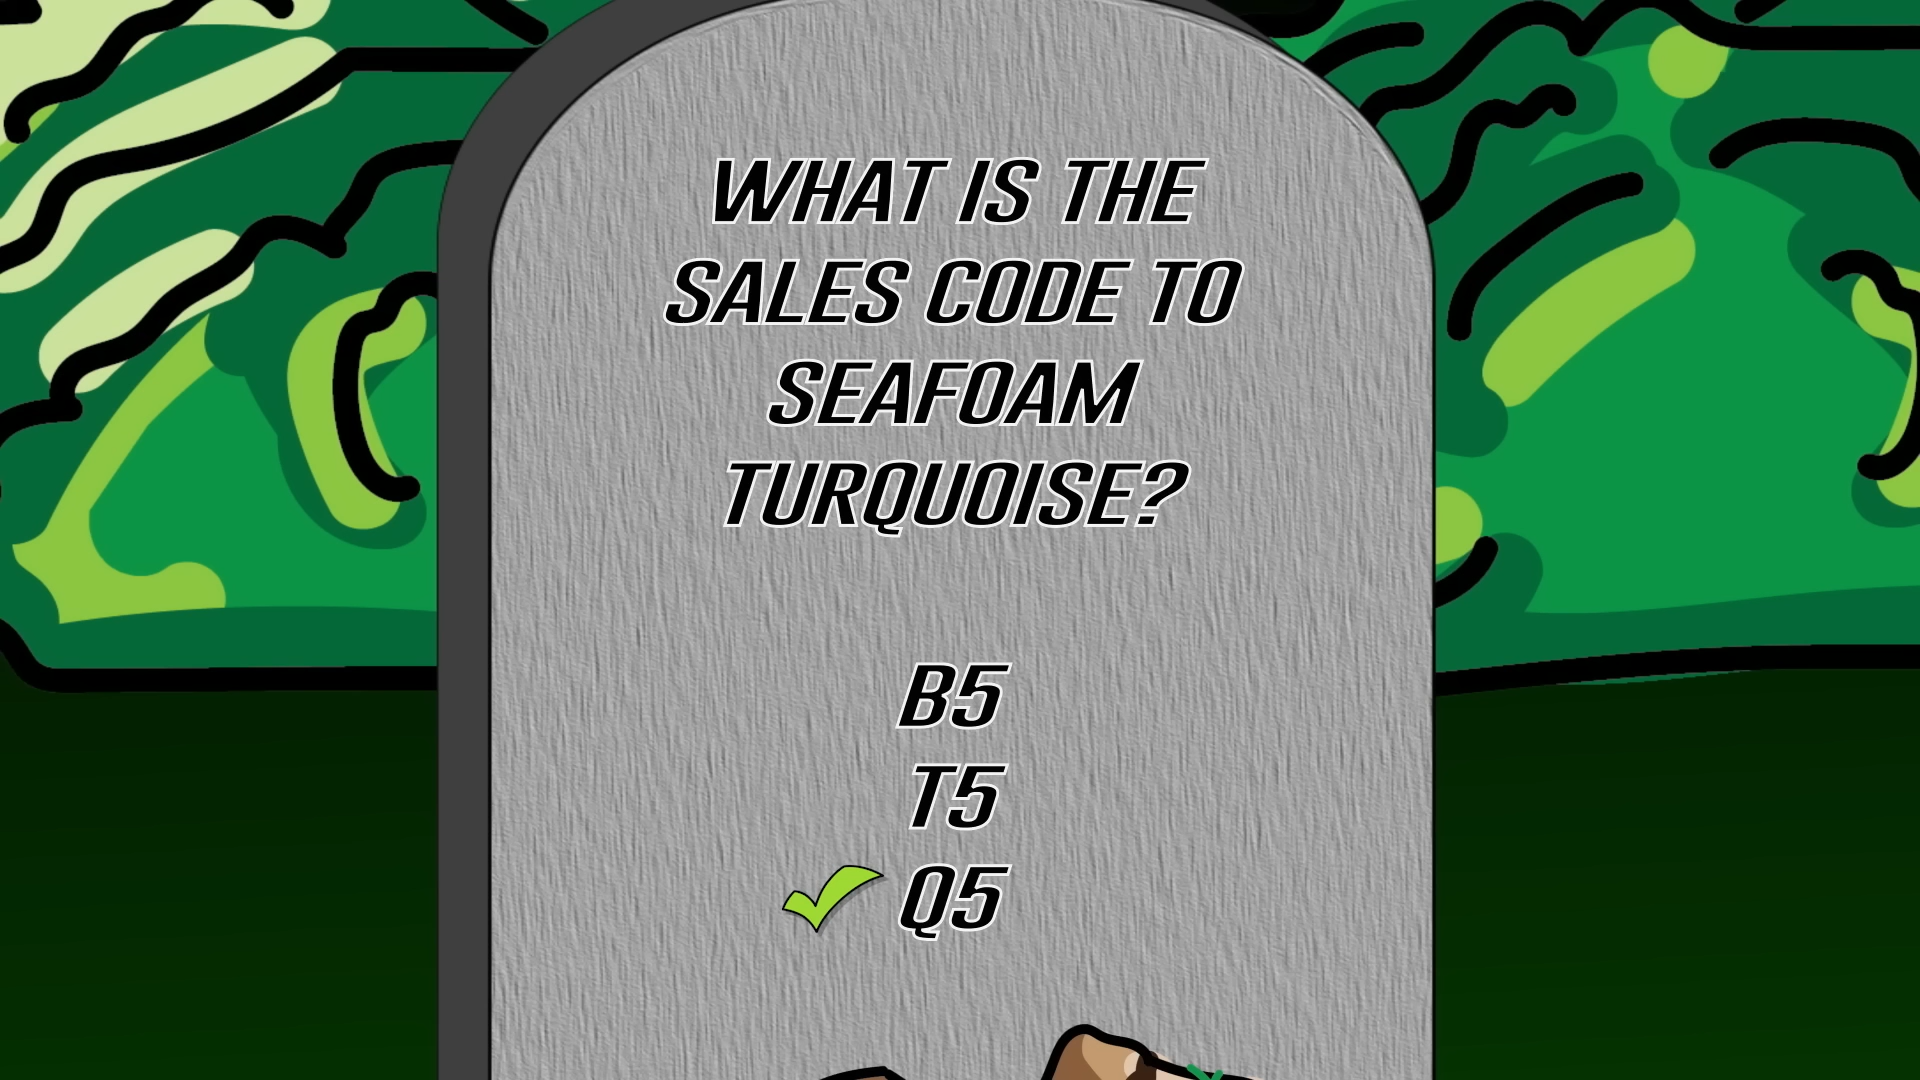 WHAT IS THE
SALES CODE TO
SEAFOAM
TURQUOISE?
B5
T5
Q5